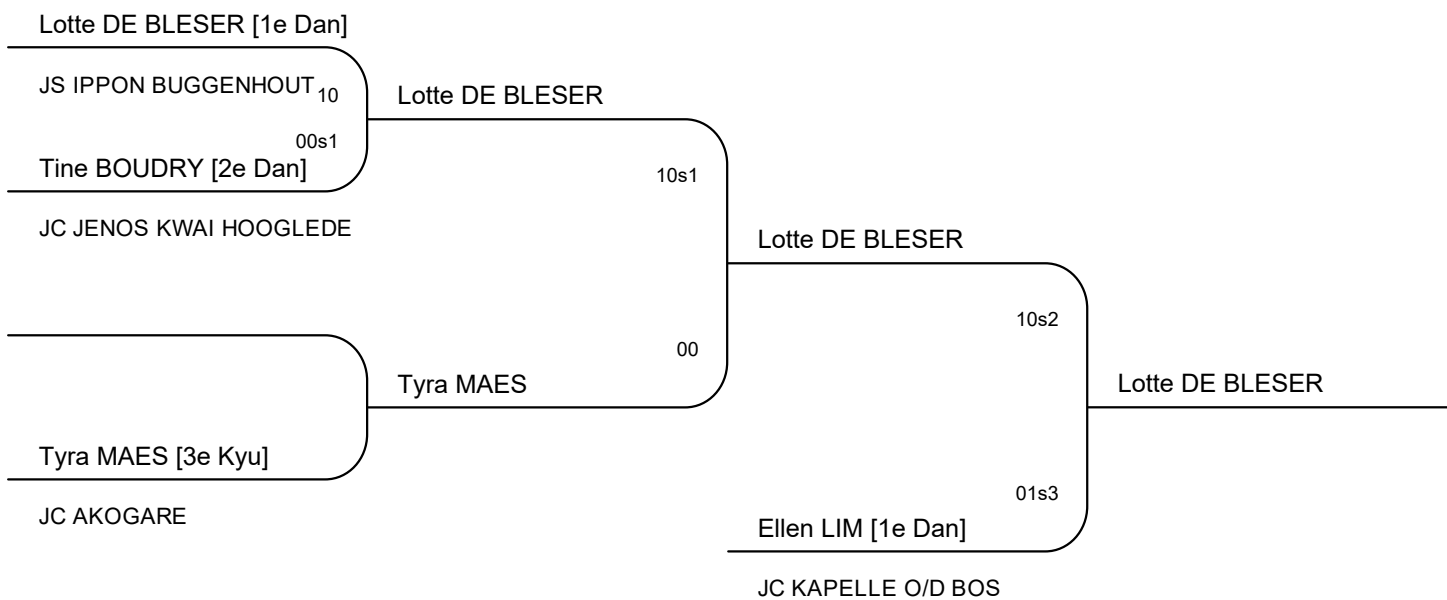 Lotte DE BLESER [1e Dan]
JS IPPON BUGGENHOUT
10
00s1
Tine BOUDRY [2e Dan]
JC JENOS KWAI HOOGLEDE
Tyra MAES [3e Kyu]
JC AKOGARE
Lotte DE BLESER
10s1
00
Tyra MAES
Lotte DE BLESER
10s2
01s3
Ellen LIM [1e Dan]
JC KAPELLE O/D BOS
Lotte DE BLESER